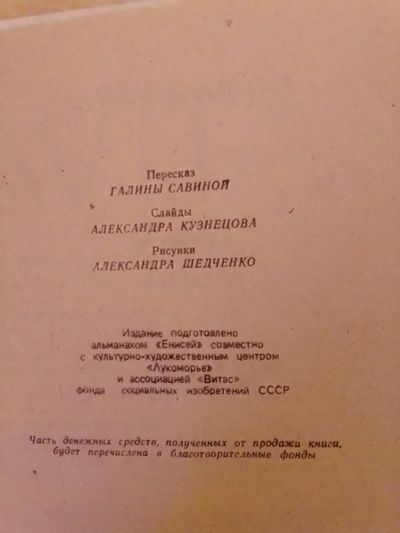 Пересказ
ГАЛИНЫ САВИНОЙ
Слайды
АЛЕКСАНДРА КУЗНЕЦОВА
Рисунки
АЛЕКСАНДРА ШЕДЧЕНКО
Издание подготовлено
альманахом «Енисей» совместно
с культурно-художественным центром
«Лукоморье»
и ассоциацией «Витас»
фонда социальных изобретений СССР
Часть денежных средств, полученных от продажи книги,
будет перечислена в благотворительные фонды